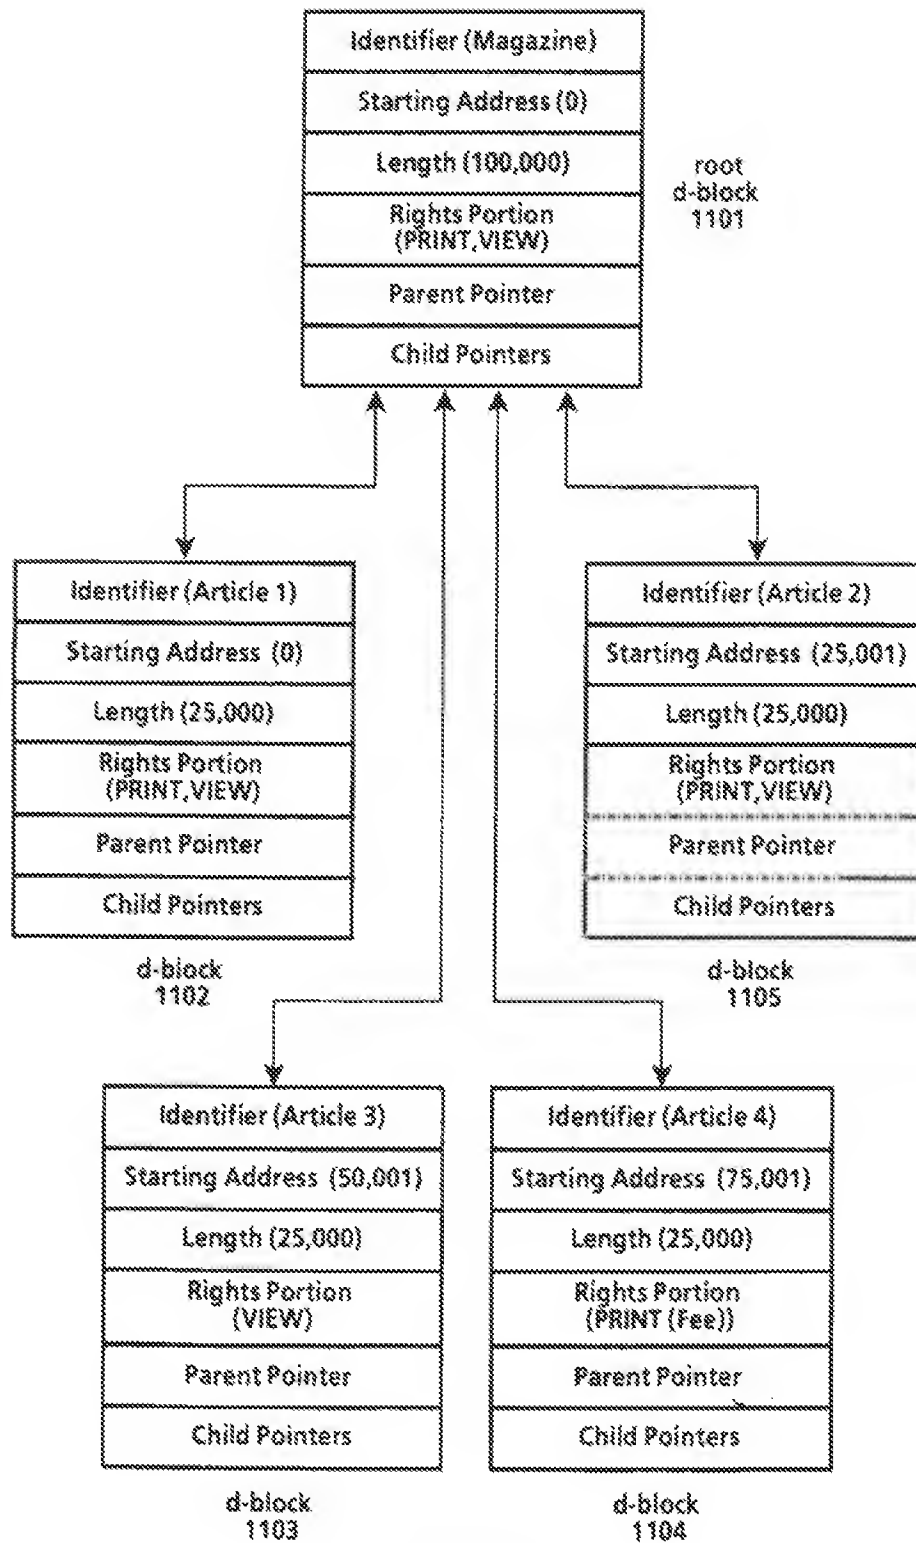 Identifier (Magazine)
Starting Address (0)
Length (100,000)
Rights Portion
(PRINT,VIEW)
Parent Pointer
Child Pointers
root
d-block
1101
Identifier (Article 1)
Starting Address (0)
Length (25,000)
Rights Portion
(PRINT,VIEW)
Parent Pointer
Child Pointers
d-block
1102
Identifier (Article 2)
Starting Address (25,001)
Length (25,000)
Rights Portion
(PRINT,VIEW)
Parent Pointer
Child Pointers
d-block
1105
Identifier (Article 3)
Starting Address (50,001)
Length (25,000)
Rights Portion
(VIEW)
Parent Pointer
Child Pointers
d-block
1103
Identifier (Article 4)
Starting Address (75,001)
Length (25,000)
Rights Portion
(PRINT (Fee))
Parent Pointer
Child Pointers
d-block
1104